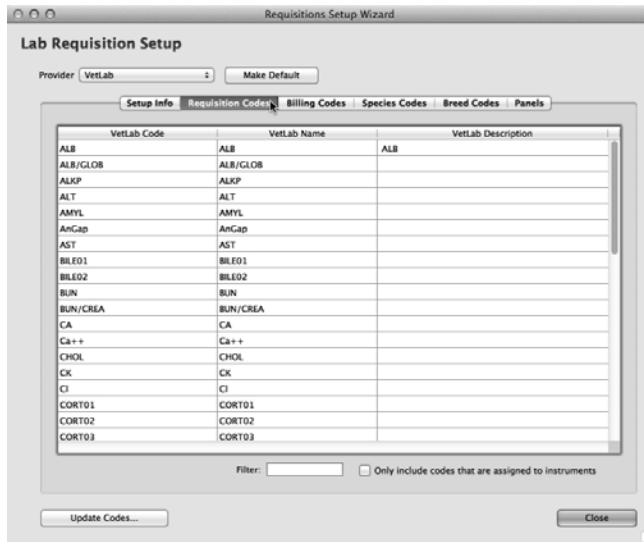 Requisitions Setup Wizard
Lab Requisition Setup
Provider VetLab Make Default
Setup Info Requisition Codes Billing Codes Species Codes Breed Codes Panels
VetLab Code VetLab Name VetLab Description
ALB ALB ALB
ALB/GLOB ALB/GLOB
ALKP ALKP
ALT ALT
AMYL AMYL
AnGap AnGap
AST AST
BILE01 BILE01
BILE02 BILE02
BUN BUN
BUN/CREA BUN/CREA
CA CA
Ca++ Ca++
CHOL CHOL
CK CK
Cl Cl
CORT01 CORT01
CORT02 CORT02
CORT03 CORT03
Filter: Only include codes that are assigned to instruments
Update Codes... Close